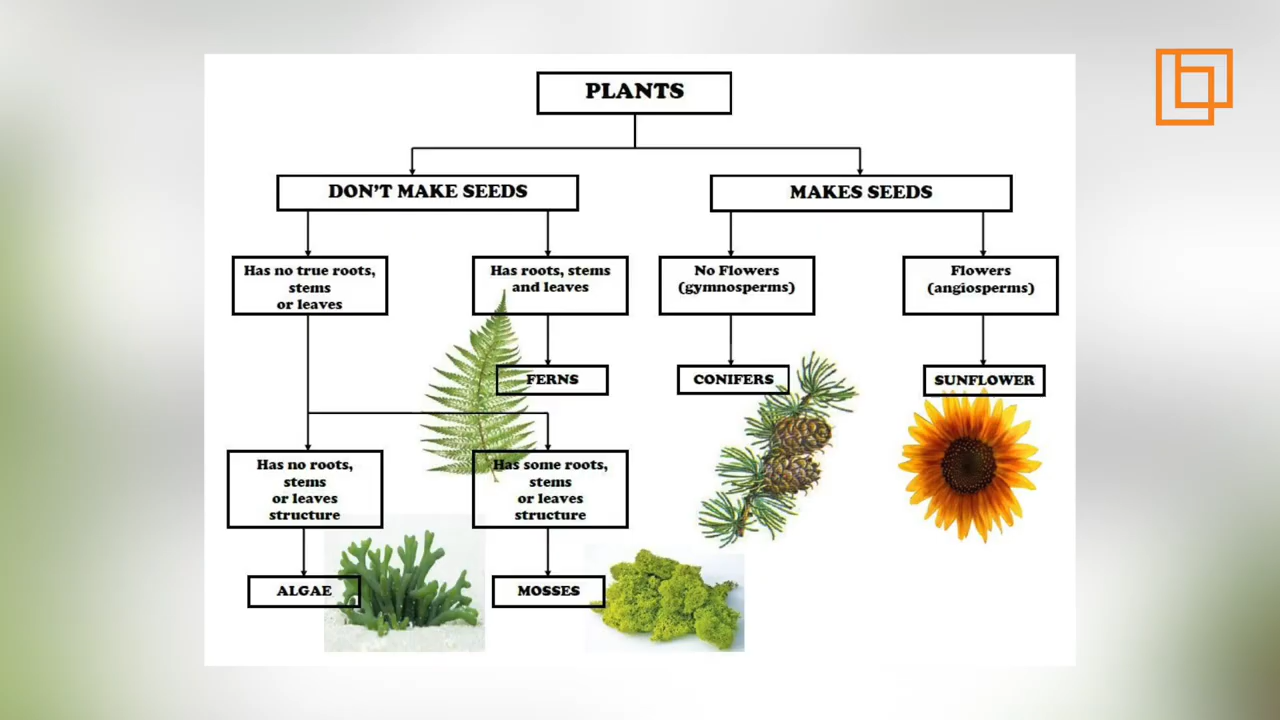 PLANTS
DON'T MAKE SEEDS
MAKES SEEDS
Has no true roots,
stems
or leaves
Has roots, stems
and leaves
No Flowers
(gymnosperms)
Flowers
(angiosperms)
FERNS
CONIFERS
SUNFLOWER
Has no roots,
stems
or leaves
structure
Has some roots,
stems
or leaves
structure
ALGAE
MOSSES